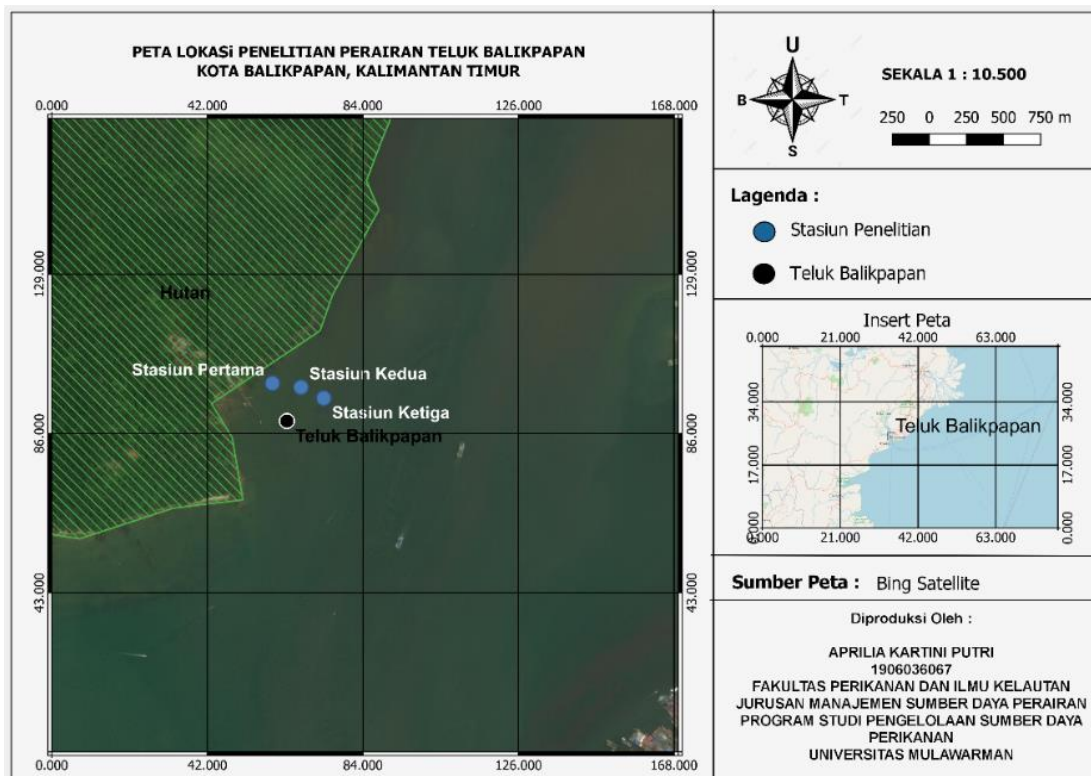 PETA LOKASi PENELITIAN PERAIRAN TELUK BALIKPAPAN
KOTA BALIKPAPAN, KALIMANTAN TIMUR
0.000 42.000 84.000 126.000 168.000
129.000 129.000
86.000 86.000
43.000 43.000
0.000 42.000 84.000 126.000 168.000
Hutan
Stasiun Pertama
Stasiun Kedua
Stasiun Ketiga
Teluk Balikpapan
U
B T
S
SEKALA 1 : 10.500
250 0 250 500 750 m
Lagenda :
Stasiun Penelitian
Teluk Balikpapan
Insert Peta
0.000 21.000 42.000 63.000
34.000 34.000
Teluk Balikpapan
17.000 17.000
0.000 0.000
0.000 21.000 42.000 63.000
Sumber Peta : Bing Satellite
Diproduksi Oleh :
APRILIA KARTINI PUTRI
1906036067
FAKULTAS PERIKANAN DAN ILMU KELAUTAN
JURUSAN MANAJEMEN SUMBER DAYA PERAIRAN
PROGRAM STUDI PENGELOLAAN SUMBER DAYA
PERIKANAN
UNIVERSITAS MULAWARMAN